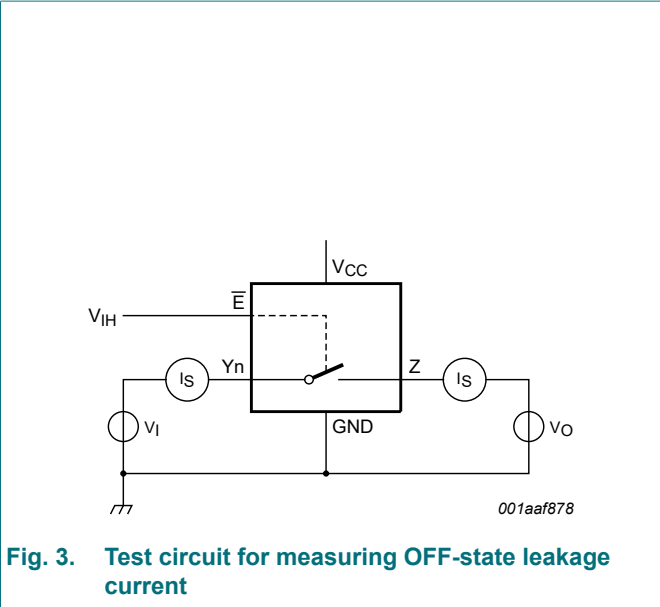 VCC
E
VIH
Yn
Z
IS
IS
VI
GND
VO
001aaf878
Fig. 3. Test circuit for measuring OFF-state leakage
current